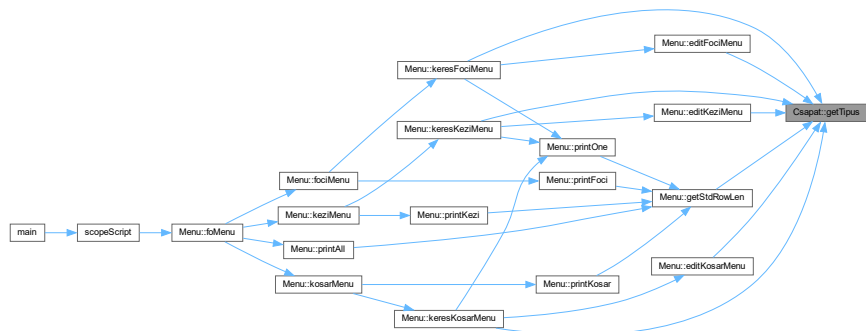 Menu::editFociMenu
Menu::keresFociMenu
Csapat::getTipus
Menu::editKeziMenu
Menu::keresKeziMenu
Menu::printOne
Menu::fociMenu
Menu::printFoci
Menu::getStdRowLen
Menu::keziMenu
Menu::printKezi
main
scopeScript
Menu::foMenu
Menu::printAll
Menu::editKosarMenu
Menu::kosarMenu
Menu::printKosar
Menu::keresKosarMenu